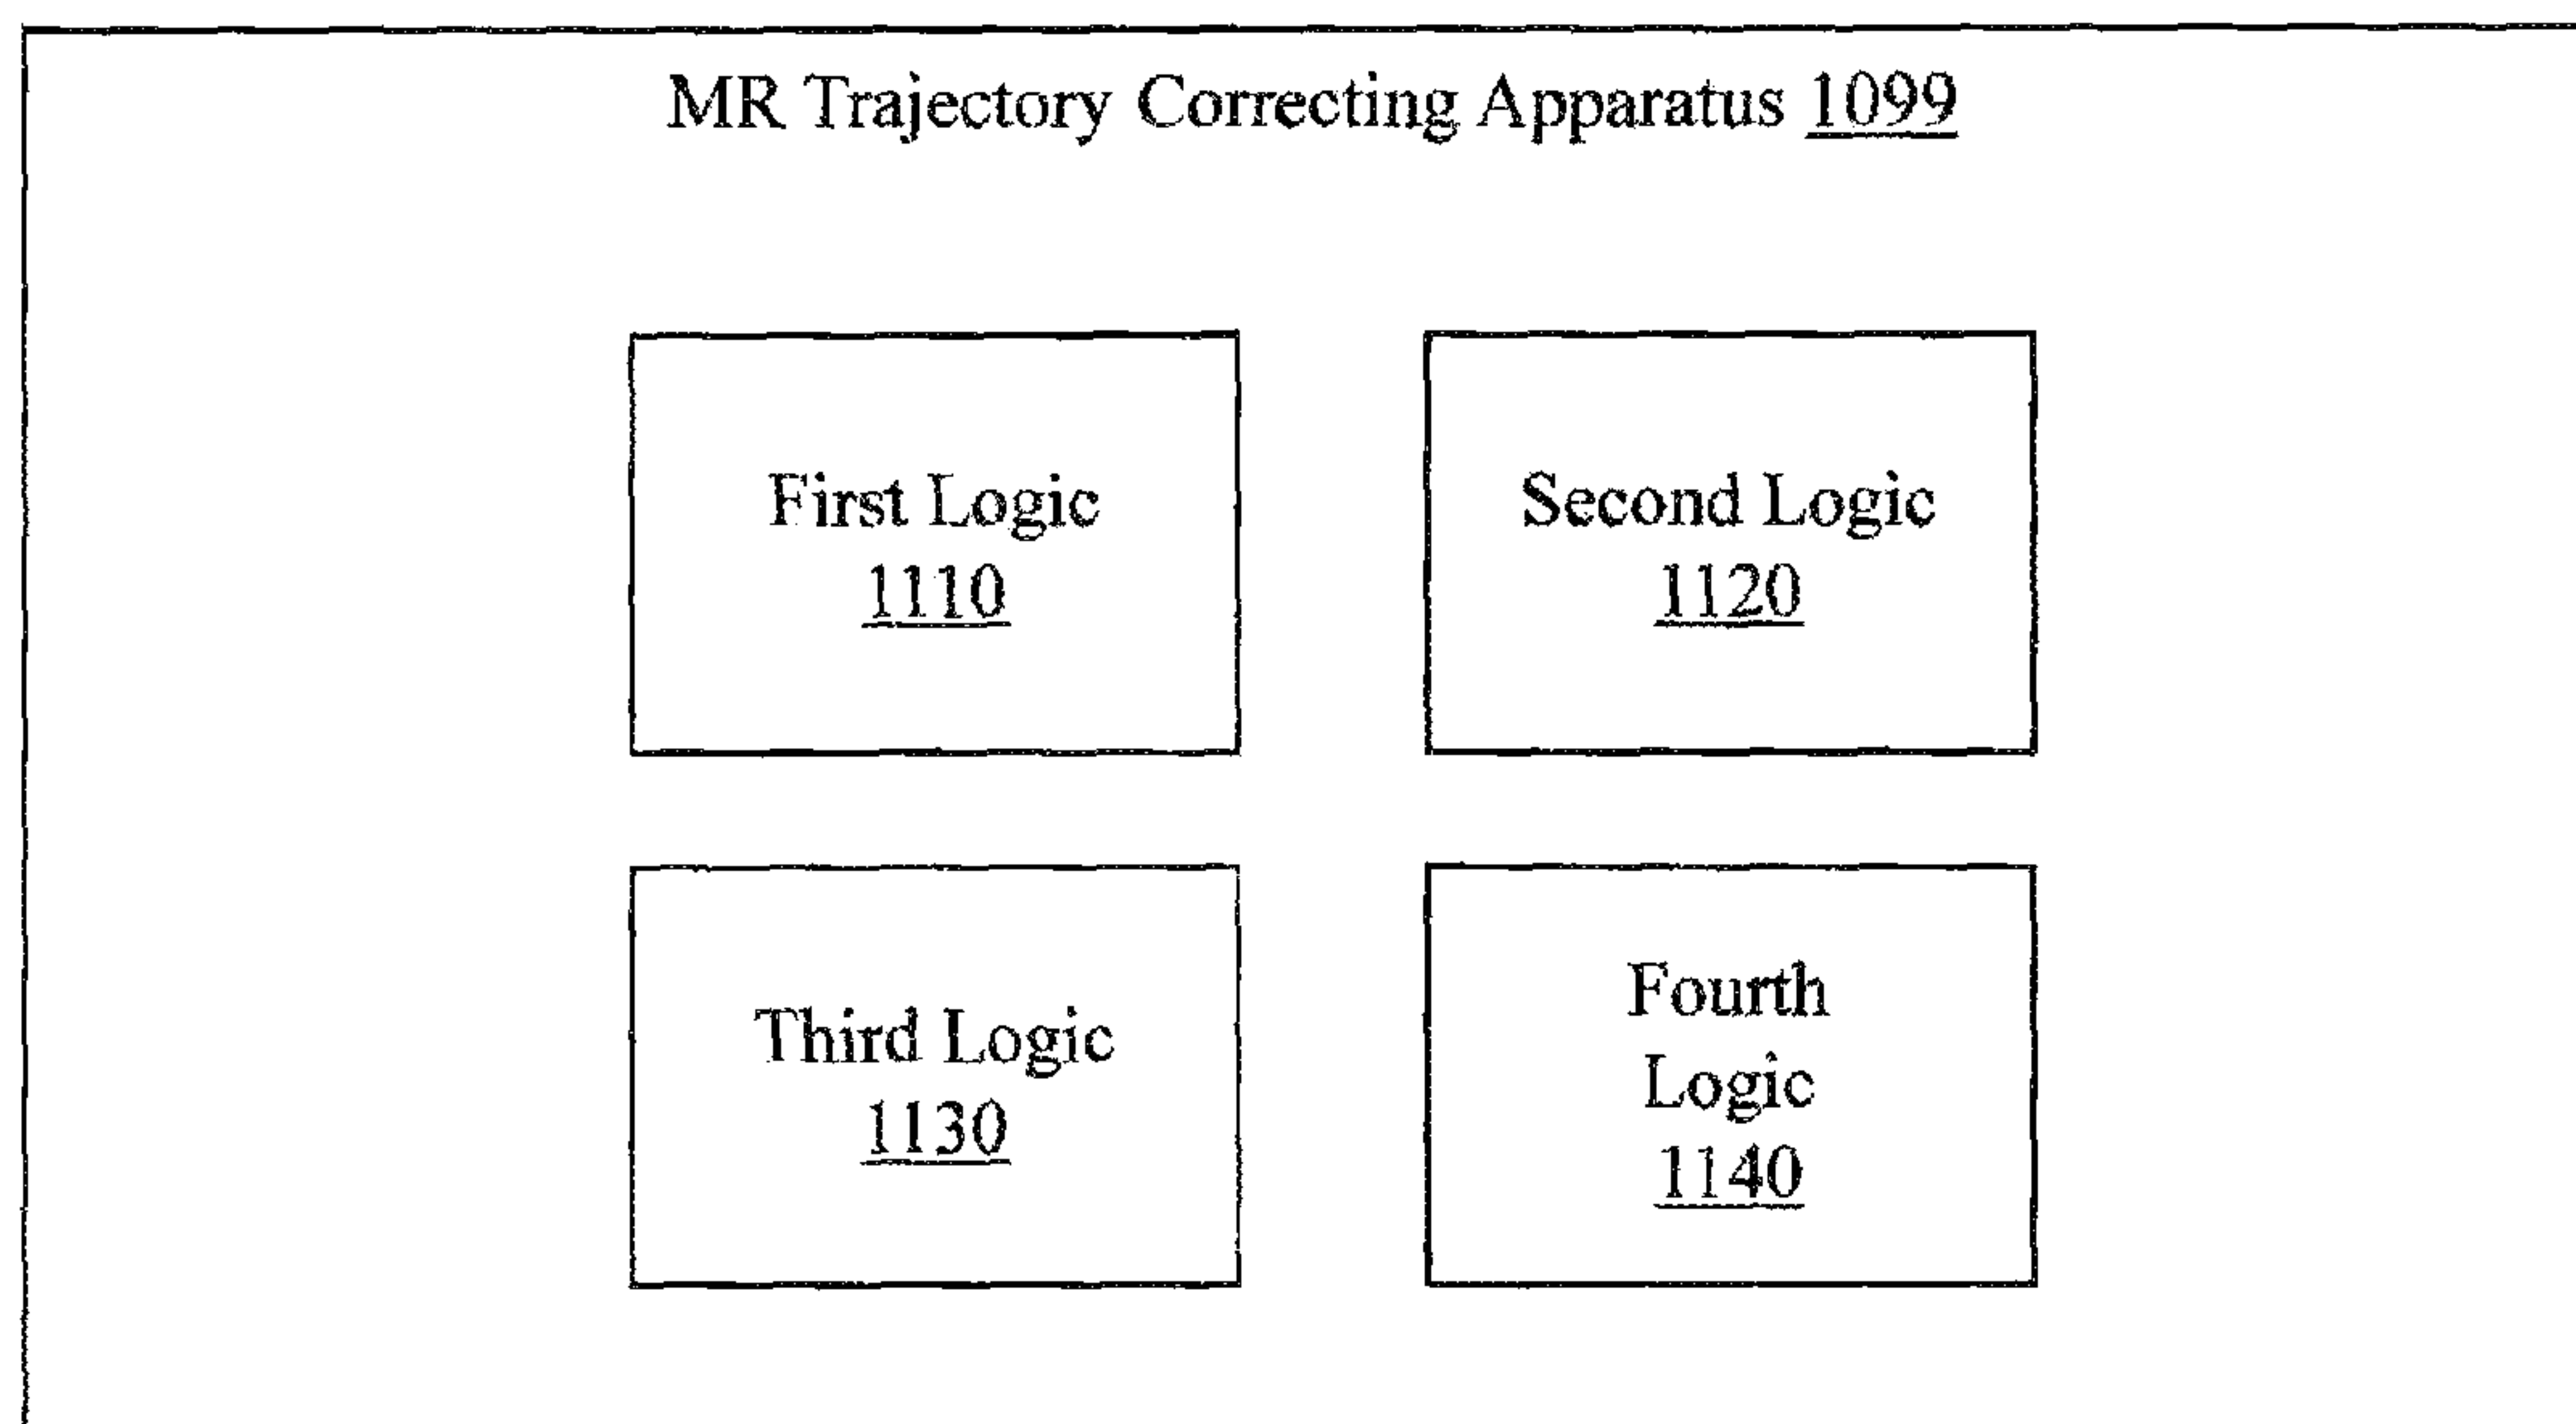 MR Trajectory Correcting Apparatus 1099
First Logic
1110
Second Logic
1120
Third Logic
1130
Fourth
Logic
1140